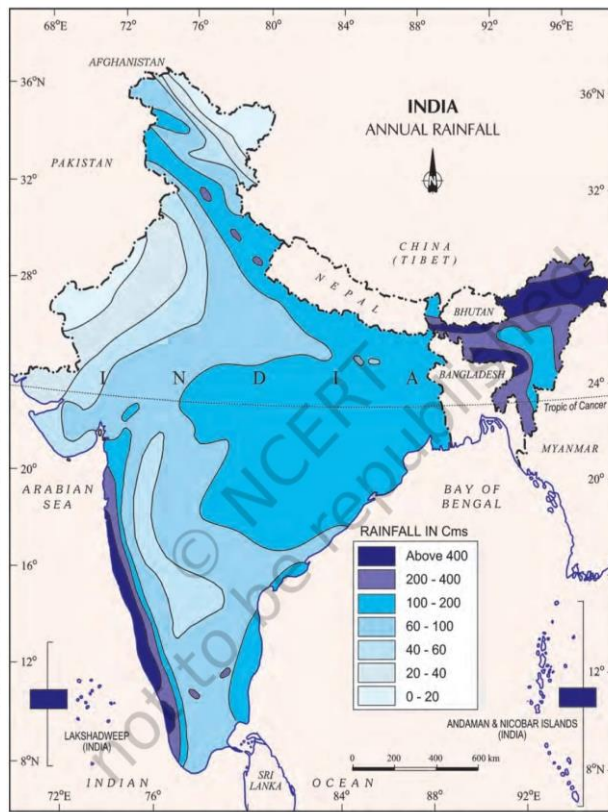 68°E 72° 76° 80° 84° 88° 92° 96°
AFGHANISTAN
36°N
36°N
INDIA
ANNUAL RAINFALL
N
PAKISTAN
32°
32°
CHINA
(TIBET)
28°
28°
NEPAL
BHUTAN
I N D I A
BANGLADESH
24°
24°
Tropic of Cancer
MYANMAR
20°
20°
ARABIAN
SEA
BAY OF
BENGAL
RAINFALL IN Cms
Above 400
200 - 400
100 - 200
60 - 100
40 - 60
20 - 40
0 - 20
16°
16°
12°
12°
LAKSHADWEEP
(INDIA)
ANDAMAN & NICOBAR ISLANDS
(INDIA)
8°N
8°N
0 200 400 600 km
SRI
LANKA
INDIAN OCEAN
72°E 76° 84° 88° 92°E
© NCERT
not to be republished